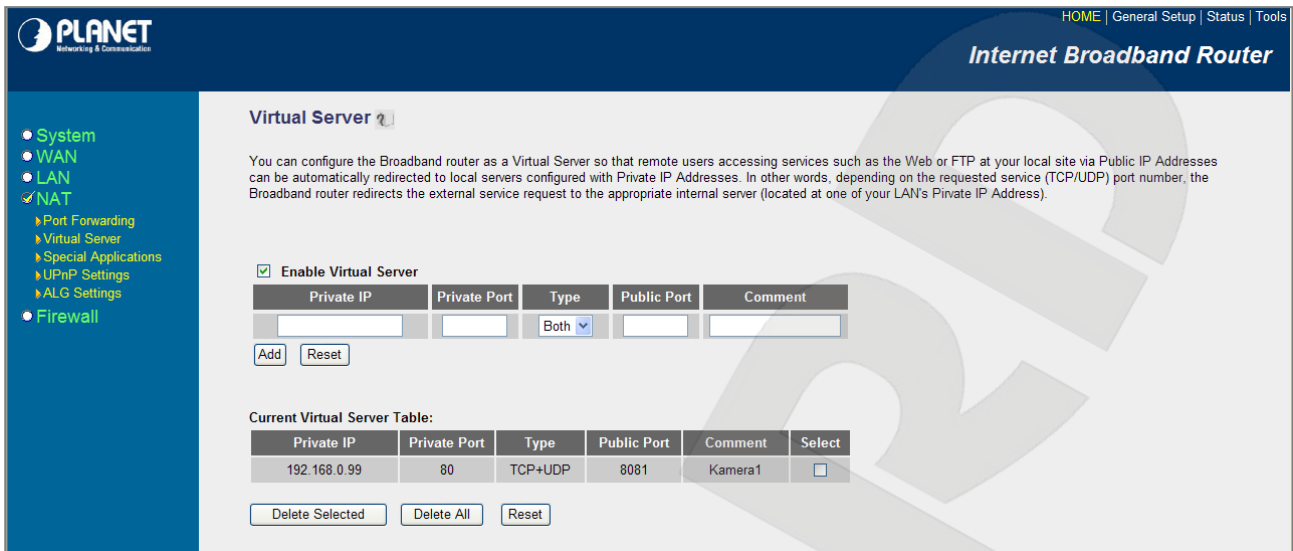 PLANET
Networking & Communication
HOME | General Setup | Status | Tools
Internet Broadband Router
System
WAN
LAN
NAT
Port Forwarding
Virtual Server
Special Applications
UPnP Settings
ALG Settings
Firewall
Virtual Server
You can configure the Broadband router as a Virtual Server so that remote users accessing services such as the Web or FTP at your local site via Public IP Addresses
can be automatically redirected to local servers configured with Private IP Addresses. In other words, depending on the requested service (TCP/UDP) port number, the
Broadband router redirects the external service request to the appropriate internal server (located at one of your LAN's Pinvate IP Address).
Enable Virtual Server
Private IP Private Port Type Public Port Comment
Both
Add Reset
Current Virtual Server Table:
Private IP Private Port Type Public Port Comment Select
192.168.0.99 80 TCP+UDP 8081 Kamera1
Delete Selected Delete All Reset